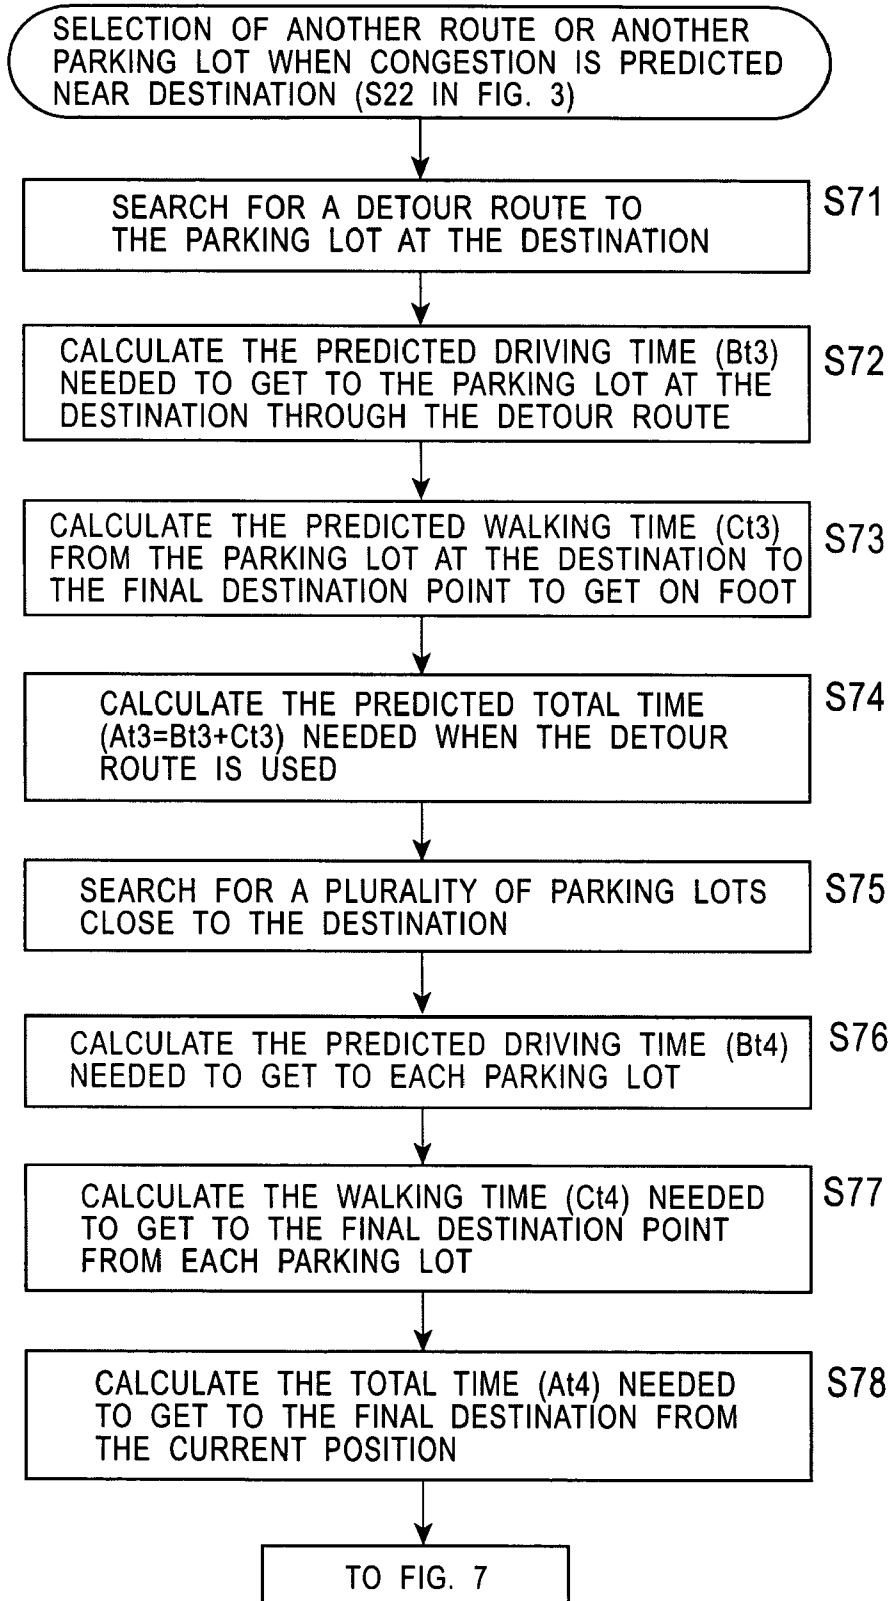 SELECTION OF ANOTHER ROUTE OR ANOTHER
PARKING LOT WHEN CONGESTION IS PREDICTED
NEAR DESTINATION (S22 IN FIG. 3)
S71
SEARCH FOR A DETOUR ROUTE TO
THE PARKING LOT AT THE DESTINATION
S72
CALCULATE THE PREDICTED DRIVING TIME (Bt3)
NEEDED TO GET TO THE PARKING LOT AT THE
DESTINATION THROUGH THE DETOUR ROUTE
S73
CALCULATE THE PREDICTED WALKING TIME (Ct3)
FROM THE PARKING LOT AT THE DESTINATION TO
THE FINAL DESTINATION POINT TO GET ON FOOT
S74
CALCULATE THE PREDICTED TOTAL TIME
(At3=Bt3+Ct3) NEEDED WHEN THE DETOUR
ROUTE IS USED
S75
SEARCH FOR A PLURALITY OF PARKING LOTS
CLOSE TO THE DESTINATION
S76
CALCULATE THE PREDICTED DRIVING TIME (Bt4)
NEEDED TO GET TO EACH PARKING LOT
S77
CALCULATE THE WALKING TIME (Ct4) NEEDED
TO GET TO THE FINAL DESTINATION POINT
FROM EACH PARKING LOT
S78
CALCULATE THE TOTAL TIME (At4) NEEDED
TO GET TO THE FINAL DESTINATION FROM
THE CURRENT POSITION
TO FIG. 7